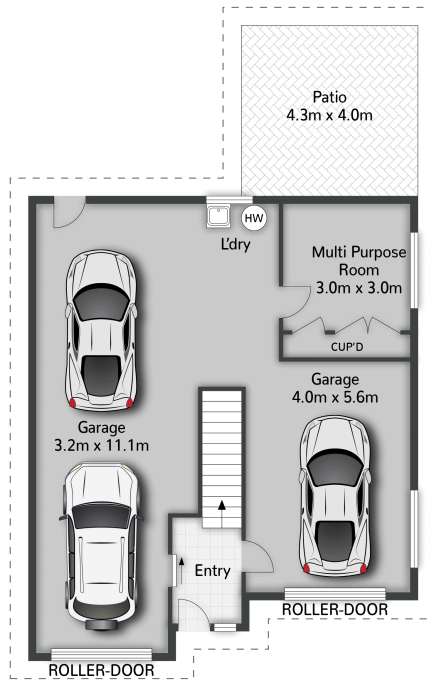 Patio
4.3m x 4.0m
HW
L'dry
Multi Purpose
Room
3.0m x 3.0m
CUP'D
Garage
4.0m x 5.6m
Garage
3.2m x 11.1m
Entry
ROLLER-DOOR
ROLLER-DOOR